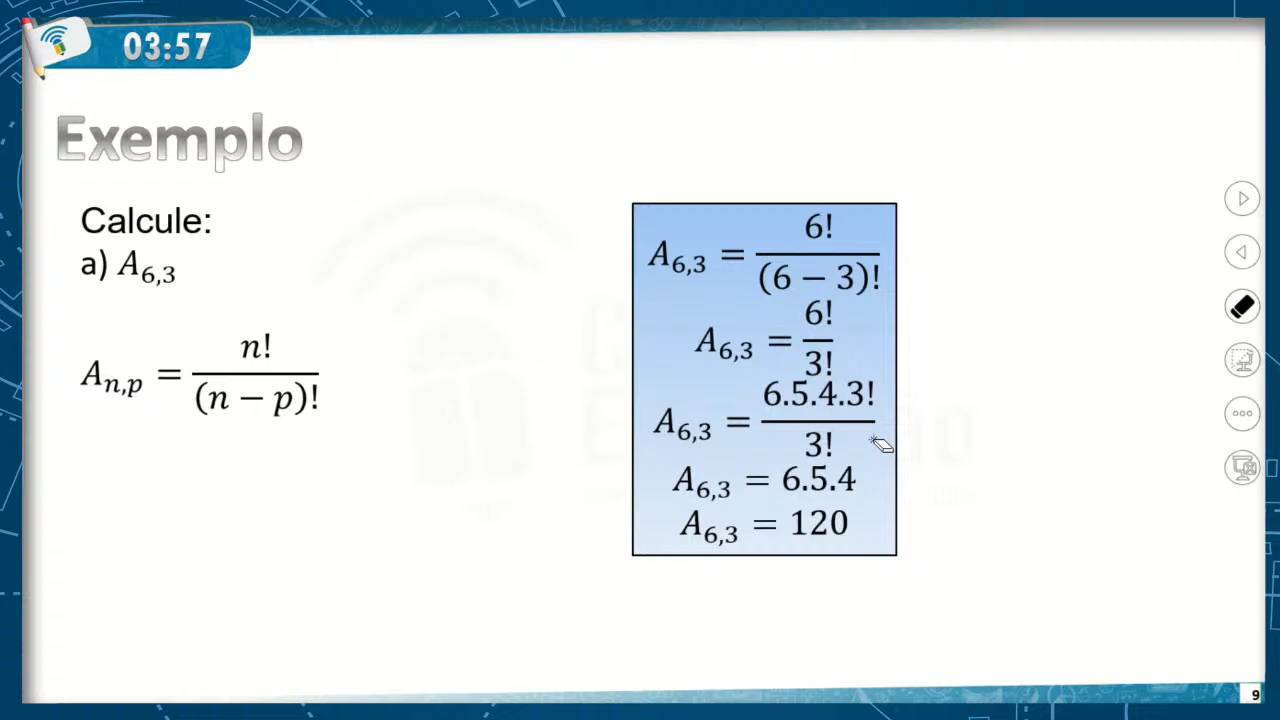 03:57
Exemplo
Calcule:
a) A₆,₃
Aₙ,ₚ = n! / (n − p)!
A₆,₃ = 6! / (6 − 3)!
A₆,₃ = 6! / 3!
A₆,₃ = 6.5.4.3! / 3!
A₆,₃ = 6.5.4
A₆,₃ = 120
9